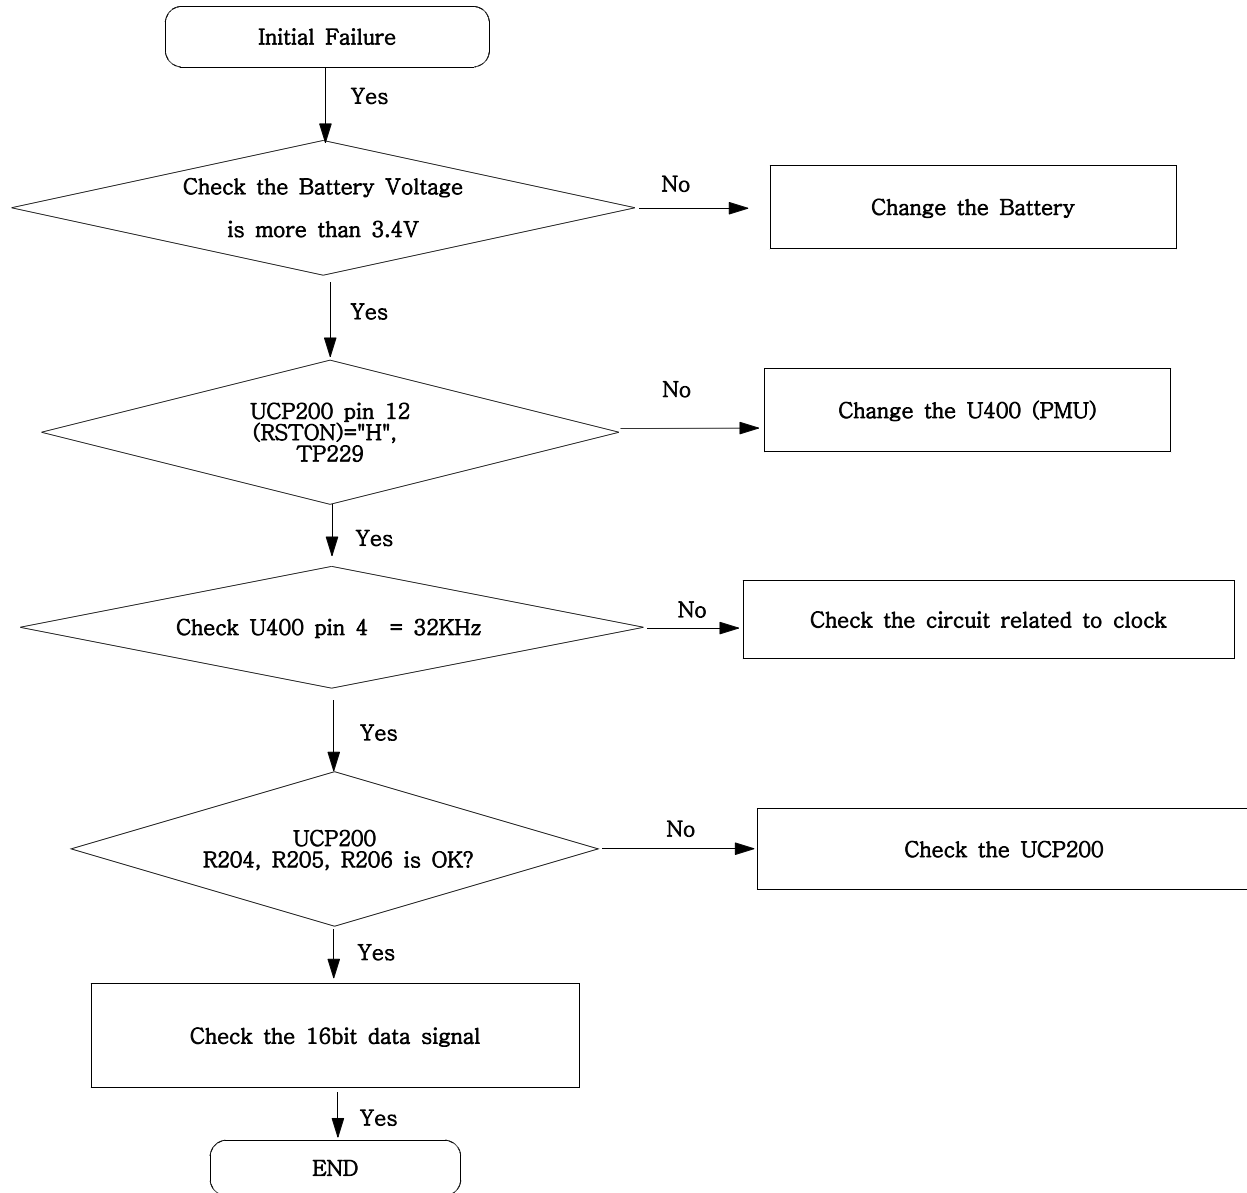 Initial Failure
Yes
Check the Battery Voltage
is more than 3.4V
No
Change the Battery
Yes
UCP200 pin 12
(RSTON)="H",
TP229
No
Change the U400 (PMU)
Yes
Check U400 pin 4 = 32KHz
No
Check the circuit related to clock
Yes
UCP200
R204, R205, R206 is OK?
No
Check the UCP200
Yes
Check the 16bit data signal
Yes
END